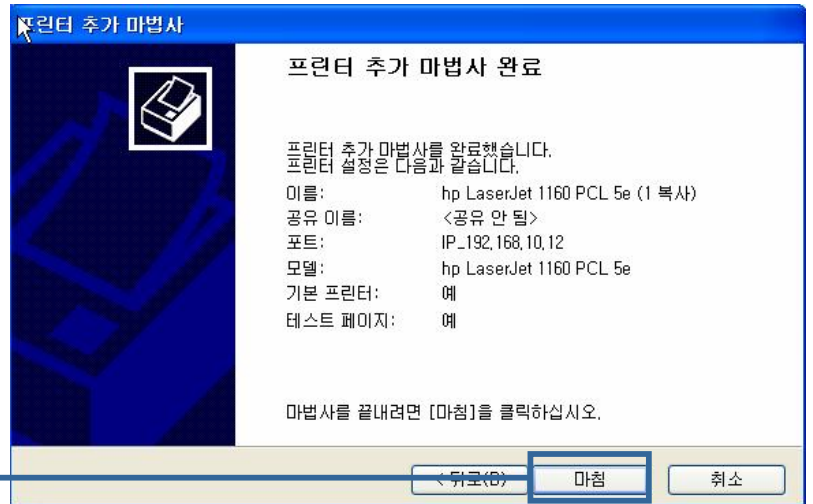 프린터 추가 마법사
프린터 추가 마법사 완료
프린터 추가 마법사를 완료했습니다.
프린터 설정은 다음과 같습니다.
이름: hp LaserJet 1160 PCL 5e (1 복사)
공유 이름: <공유 안 됨>
포트: IP_192.168.10.12
모델: hp LaserJet 1160 PCL 5e
기본 프린터: 예
테스트 페이지: 예
마법사를 끝내려면 [마침]을 클릭하십시오.
< 뒤로(B) 마침 취소